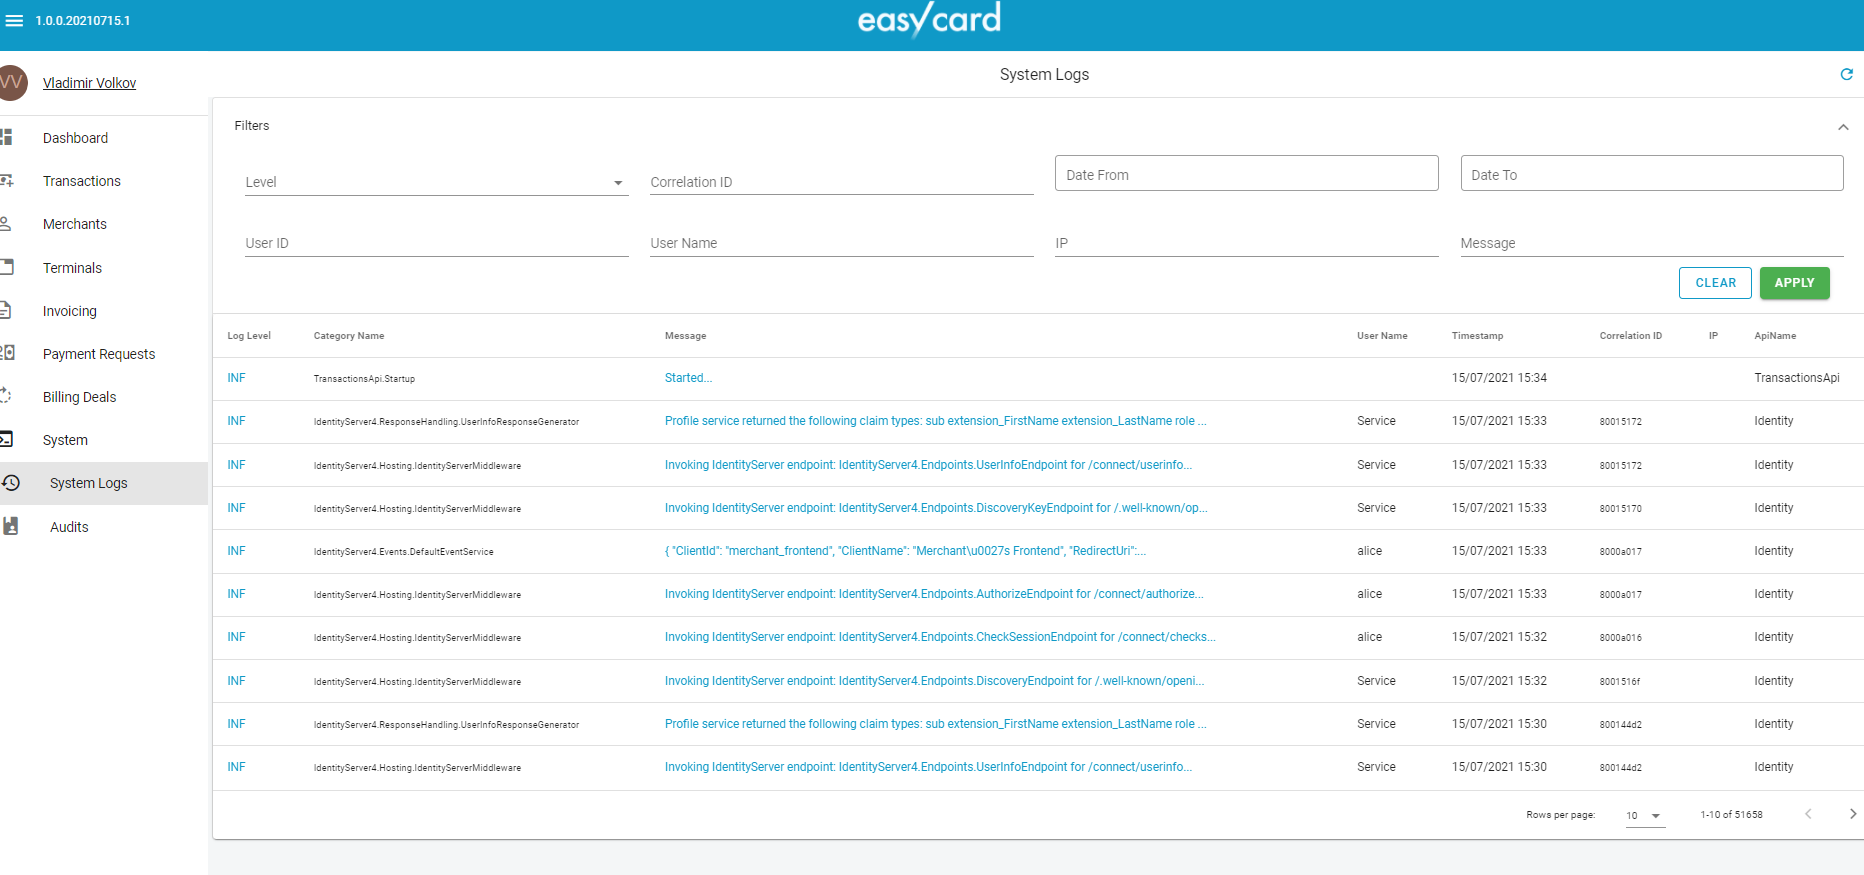 1.0.0.20210715.1
easycard
VV
Vladimir Volkov
System Logs
Dashboard
Transactions
Merchants
Terminals
Invoicing
Payment Requests
Billing Deals
System
System Logs
Audits
Filters
Level Correlation ID Date From Date To
User ID User Name IP Message
CLEAR APPLY
Log Level Category Name Message User Name Timestamp Correlation ID IP ApiName
INF TransactionsApi.Startup Started... 15/07/2021 15:34 TransactionsApi
INF IdentityServer4.ResponseHandling.UserInfoResponseGenerator Profile service returned the following claim types: sub extension_FirstName extension_LastName role ... Service 15/07/2021 15:33 80015172 Identity
INF IdentityServer4.Hosting.IdentityServerMiddleware Invoking IdentityServer endpoint: IdentityServer4.Endpoints.UserInfoEndpoint for /connect/userinfo... Service 15/07/2021 15:33 80015172 Identity
INF IdentityServer4.Hosting.IdentityServerMiddleware Invoking IdentityServer endpoint: IdentityServer4.Endpoints.DiscoveryKeyEndpoint for /.well-known/op... Service 15/07/2021 15:33 80015170 Identity
INF IdentityServer4.Events.DefaultEventService { "ClientId": "merchant_frontend", "ClientName": "Merchant\u0027s Frontend", "RedirectUri":... alice 15/07/2021 15:33 8000a017 Identity
INF IdentityServer4.Hosting.IdentityServerMiddleware Invoking IdentityServer endpoint: IdentityServer4.Endpoints.AuthorizeEndpoint for /connect/authorize... alice 15/07/2021 15:33 8000a017 Identity
INF IdentityServer4.Hosting.IdentityServerMiddleware Invoking IdentityServer endpoint: IdentityServer4.Endpoints.CheckSessionEndpoint for /connect/checks... alice 15/07/2021 15:32 8000a016 Identity
INF IdentityServer4.Hosting.IdentityServerMiddleware Invoking IdentityServer endpoint: IdentityServer4.Endpoints.DiscoveryEndpoint for /.well-known/openi... Service 15/07/2021 15:32 8001516f Identity
INF IdentityServer4.ResponseHandling.UserInfoResponseGenerator Profile service returned the following claim types: sub extension_FirstName extension_LastName role ... Service 15/07/2021 15:30 800144d2 Identity
INF IdentityServer4.Hosting.IdentityServerMiddleware Invoking IdentityServer endpoint: IdentityServer4.Endpoints.UserInfoEndpoint for /connect/userinfo... Service 15/07/2021 15:30 800144d2 Identity
Rows per page: 10 1-10 of 51658